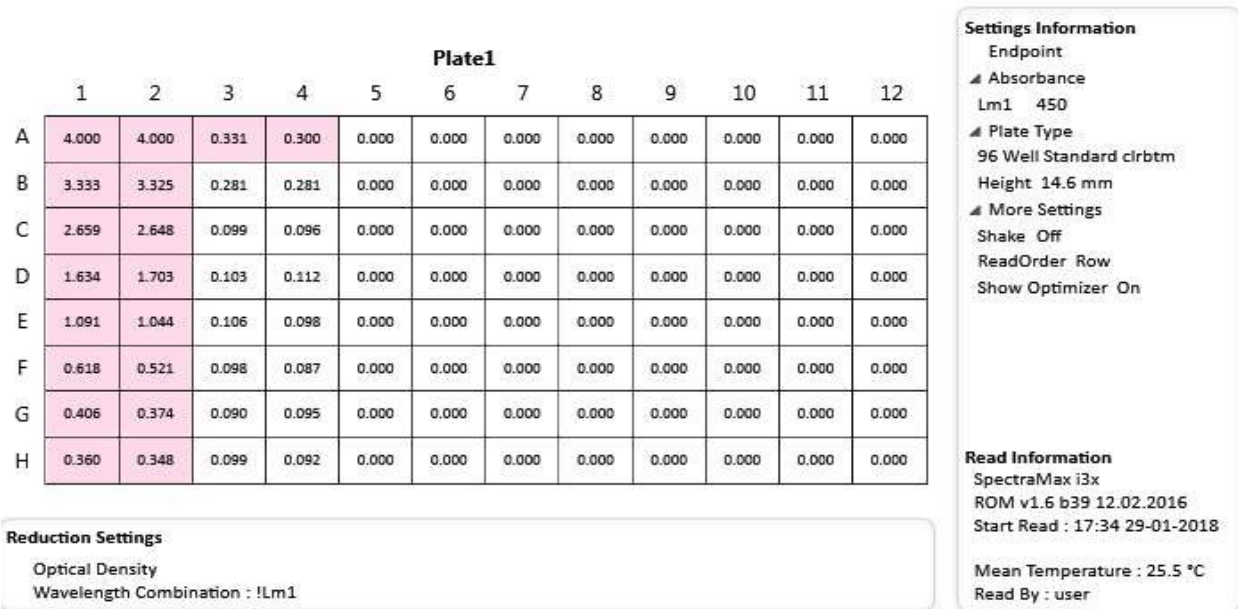 Plate1
1 2 3 4 5 6 7 8 9 10 11 12
A 4.000 4.000 0.331 0.300 0.000 0.000 0.000 0.000 0.000 0.000 0.000 0.000
B 3.333 3.325 0.281 0.281 0.000 0.000 0.000 0.000 0.000 0.000 0.000 0.000
C 2.659 2.648 0.099 0.096 0.000 0.000 0.000 0.000 0.000 0.000 0.000 0.000
D 1.634 1.703 0.103 0.112 0.000 0.000 0.000 0.000 0.000 0.000 0.000 0.000
E 1.091 1.044 0.106 0.098 0.000 0.000 0.000 0.000 0.000 0.000 0.000 0.000
F 0.618 0.521 0.098 0.087 0.000 0.000 0.000 0.000 0.000 0.000 0.000 0.000
G 0.406 0.374 0.090 0.095 0.000 0.000 0.000 0.000 0.000 0.000 0.000 0.000
H 0.360 0.348 0.099 0.092 0.000 0.000 0.000 0.000 0.000 0.000 0.000 0.000
Reduction Settings
Optical Density
Wavelength Combination : !Lm1
Settings Information
Endpoint
Absorbance
Lm1 450
Plate Type
96 Well Standard clrbtm
Height 14.6 mm
More Settings
Shake Off
ReadOrder Row
Show Optimizer On
Read Information
SpectraMax i3x
ROM v1.6 b39 12.02.2016
Start Read : 17:34 29-01-2018
Mean Temperature : 25.5 °C
Read By : user